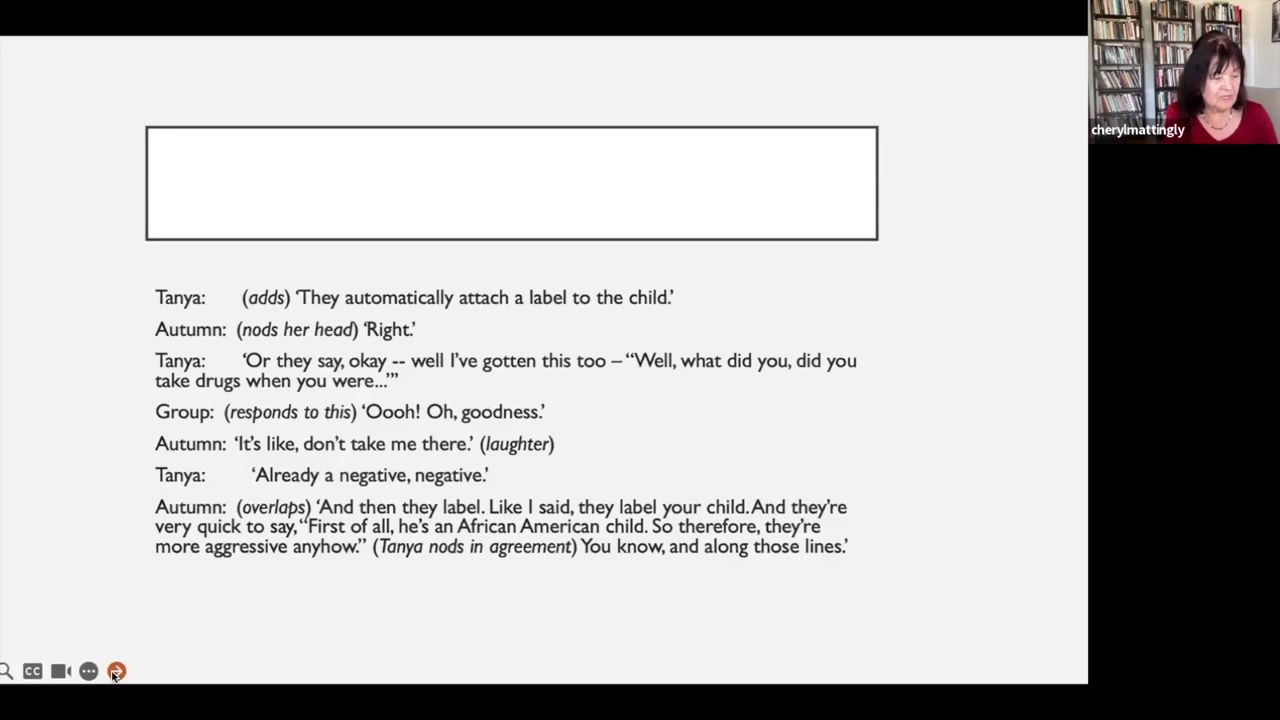 cherylmattingly
Tanya: (adds) ‘They automatically attach a label to the child.’
Autumn: (nods her head) ‘Right.’
Tanya: ‘Or they say, okay -- well I’ve gotten this too – “Well, what did you, did you
take drugs when you were...”’
Group: (responds to this) ‘Oooh! Oh, goodness.’
Autumn: ‘It’s like, don’t take me there.’ (laughter)
Tanya: ‘Already a negative, negative.’
Autumn: (overlaps) ‘And then they label. Like I said, they label your child. And they’re
very quick to say, “First of all, he’s an African American child. So therefore, they’re
more aggressive anyhow.” (Tanya nods in agreement) You know, and along those lines.’
CC